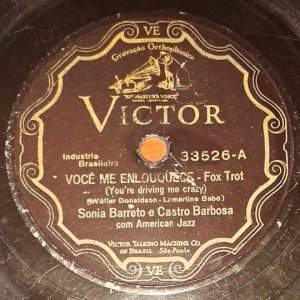 VE
Gravação Orthophonica
"HIS MASTER'S VOICE"
VICTOR
Industria
Brasileira
33526-A
VOCÊ ME ENLOUQUECE - Fox Trot
(You're driving me crazy)
(Walter Donaldson - Lamartine Babo)
Sonia Barreto e Castro Barbosa
com American Jazz
VICTOR TALKING MACHINE CO.
OF BRAZIL São Paulo
VE